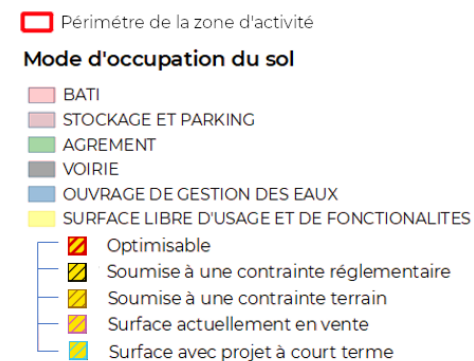 Périmétre de la zone d'activité
Mode d'occupation du sol
BATI
STOCKAGE ET PARKING
AGREMENT
VOIRIE
OUVRAGE DE GESTION DES EAUX
SURFACE LIBRE D'USAGE ET DE FONCTIONALITES
Optimisable
Soumise à une contrainte réglementaire
Soumise à une contrainte terrain
Surface actuellement en vente
Surface avec projet à court terme